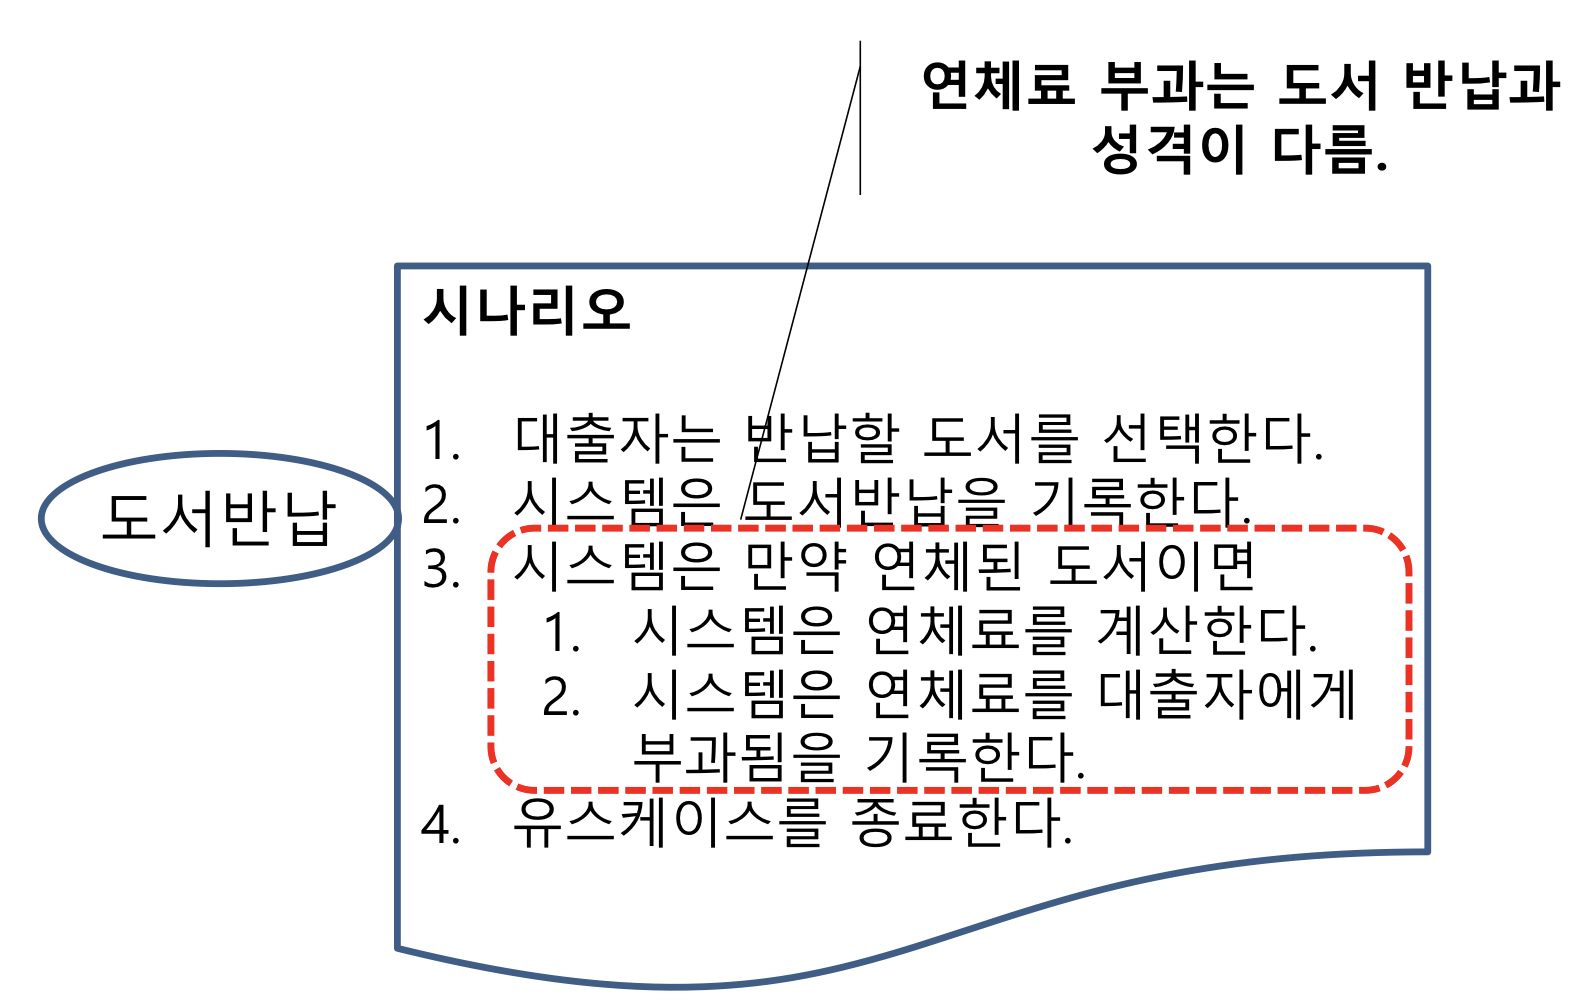 연체료 부과는 도서 반납과
성격이 다름.
시나리오
1. 대출자는 반납할 도서를 선택한다.
2. 시스템은 도서반납을 기록한다.
도서반납
3. 시스템은 만약 연체된 도서이면
1. 시스템은 연체료를 계산한다.
2. 시스템은 연체료를 대출자에게
부과됨을 기록한다.
4. 유스케이스를 종료한다.